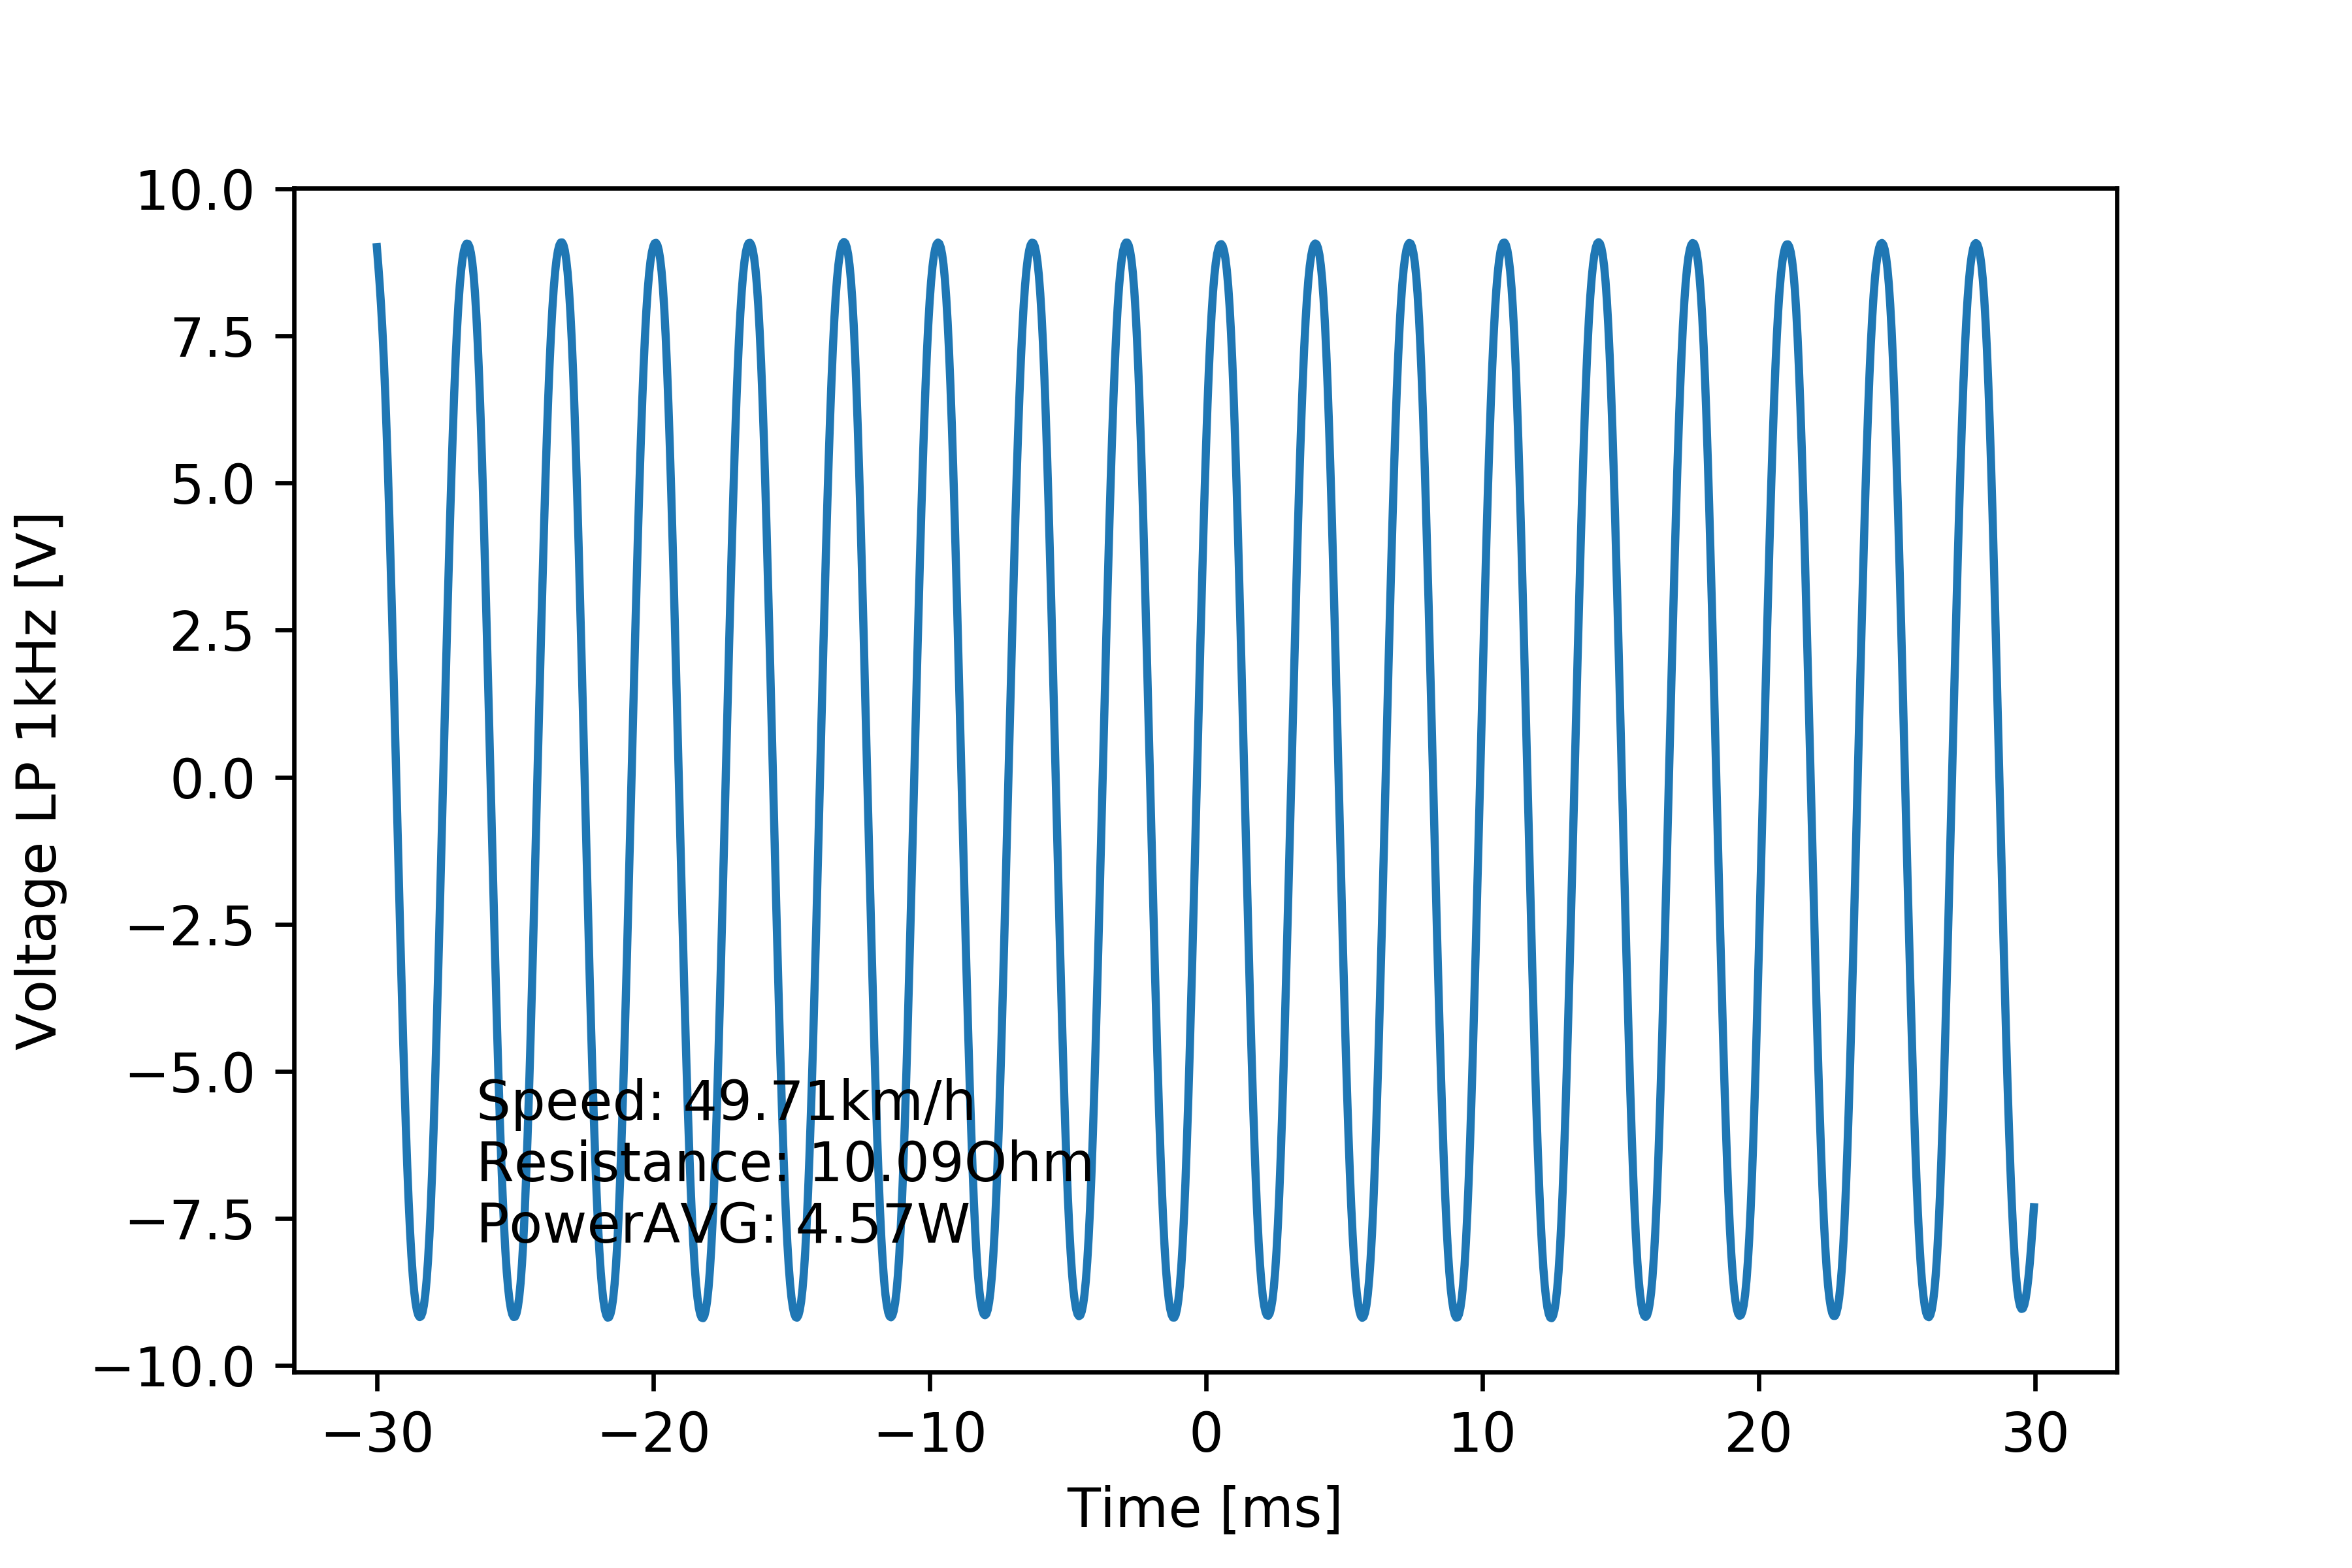 10.0
7.5
5.0
2.5
0.0
−2.5
−5.0
−7.5
−10.0
Voltage LP 1kHz [V]
Speed: 49.71km/h
Resistance: 10.09Ohm
PowerAVG: 4.57W
−30 −20 −10 0 10 20 30
Time [ms]